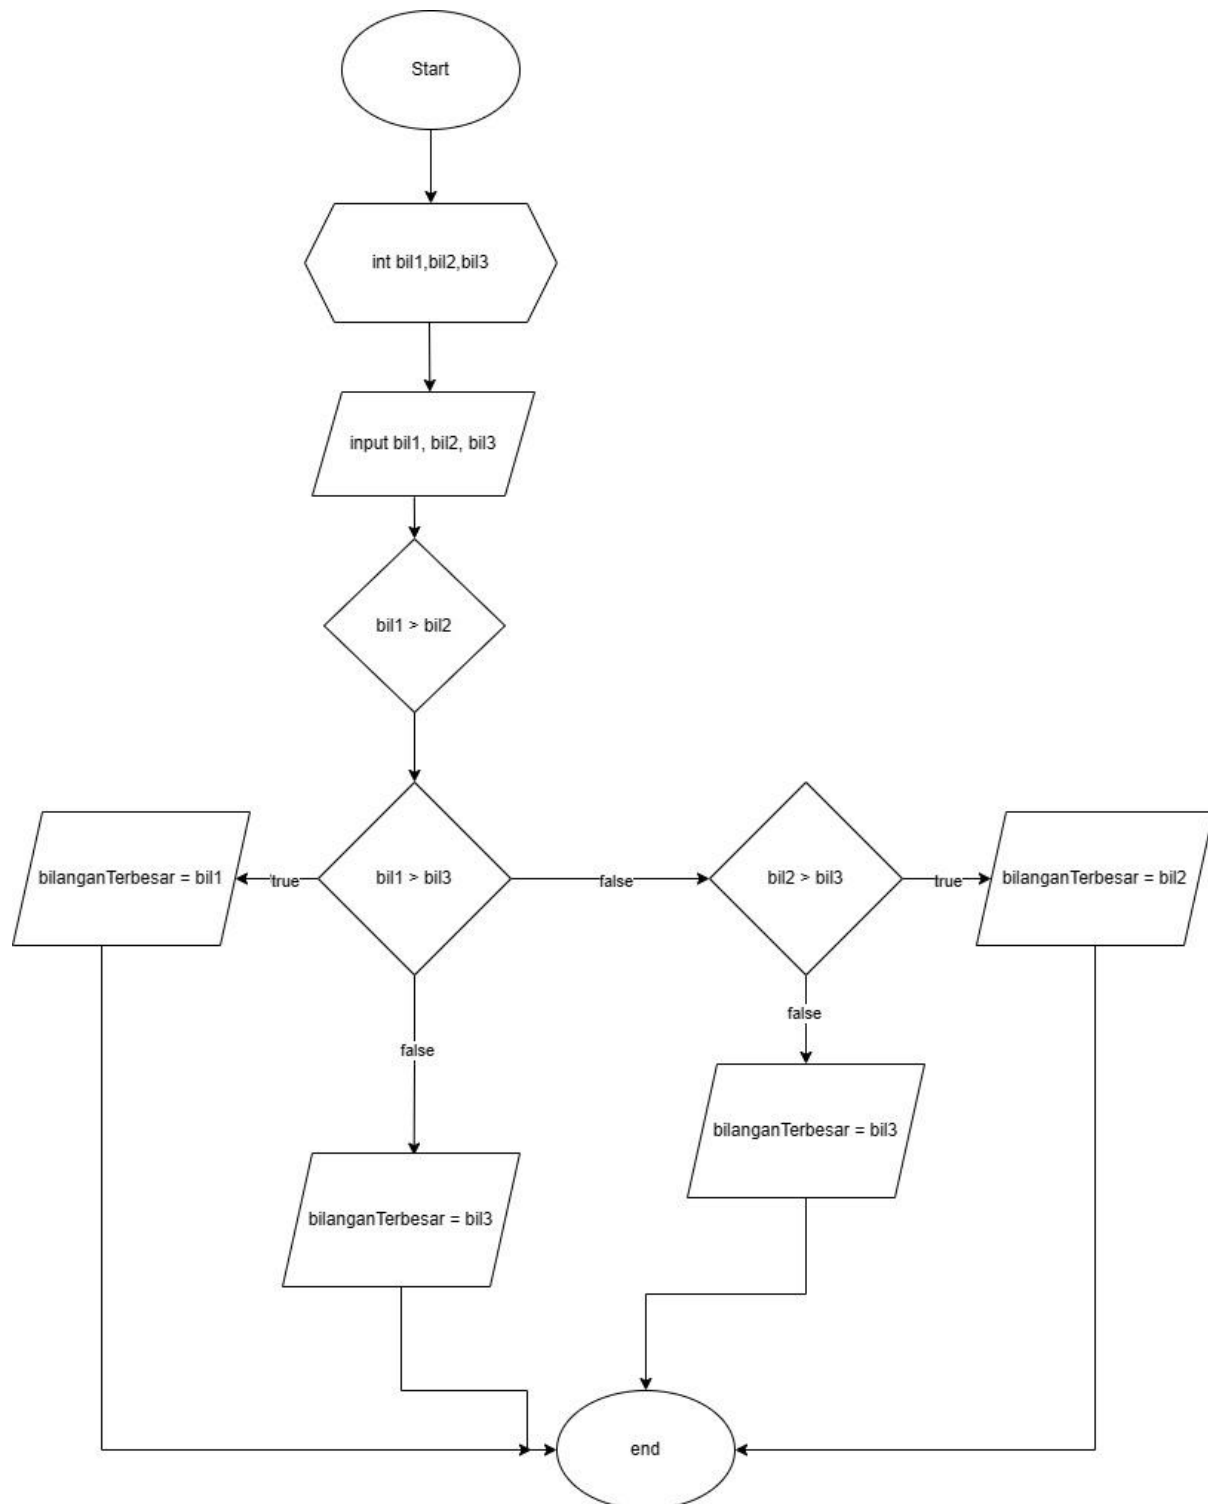 Start
int bil1,bil2,bil3
input bil1, bil2, bil3
bil1 > bil2
bilanganTerbesar = bil1
true
bil1 > bil3
false
bil2 > bil3
true
bilanganTerbesar = bil2
false
false
bilanganTerbesar = bil3
bilanganTerbesar = bil3
end